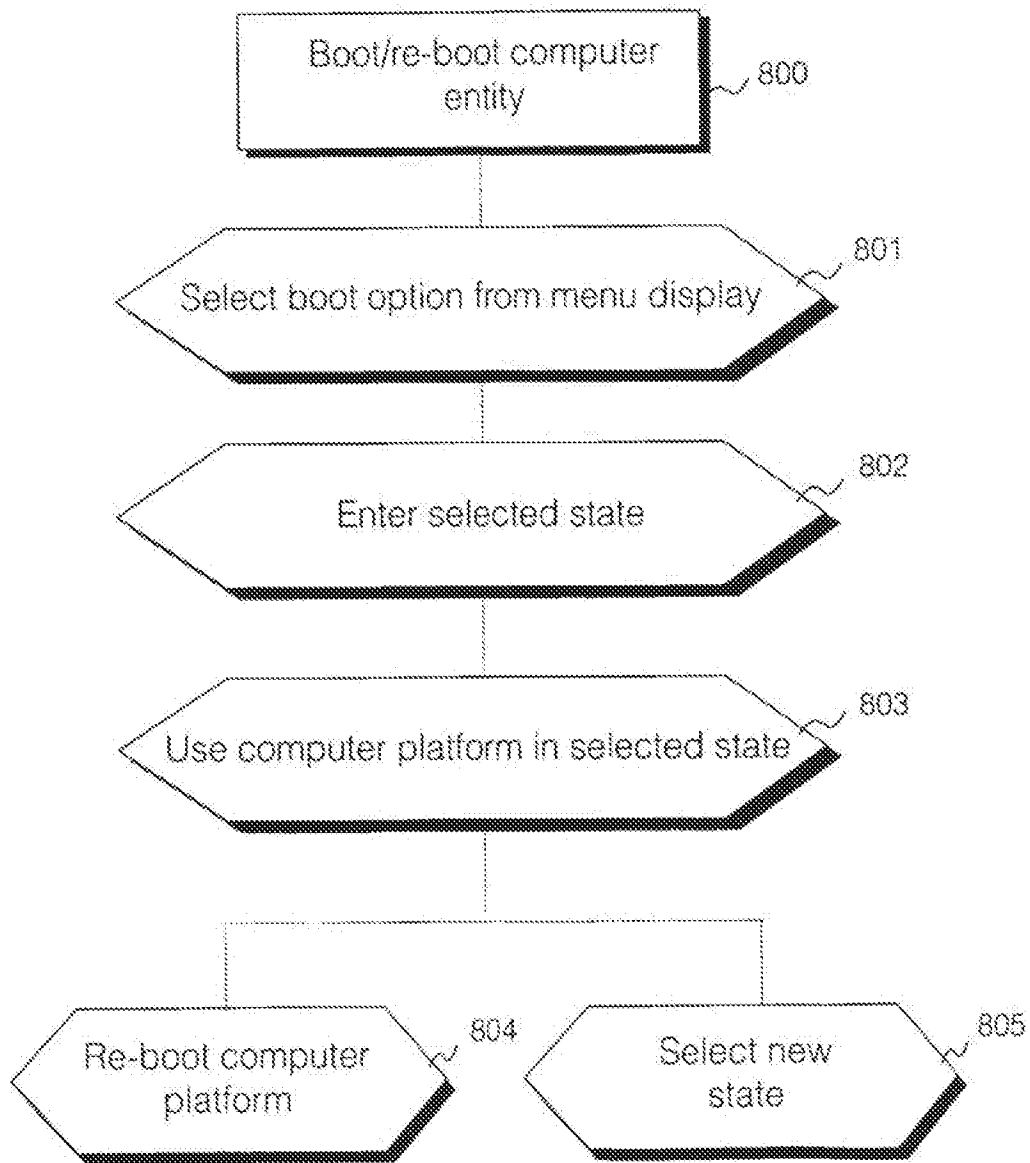 Boot/re-boot computer
entity
800
Select boot option from menu display
801
Enter selected state
802
Use computer platform in selected state
803
Re-boot computer
platform
804
Select new
state
805